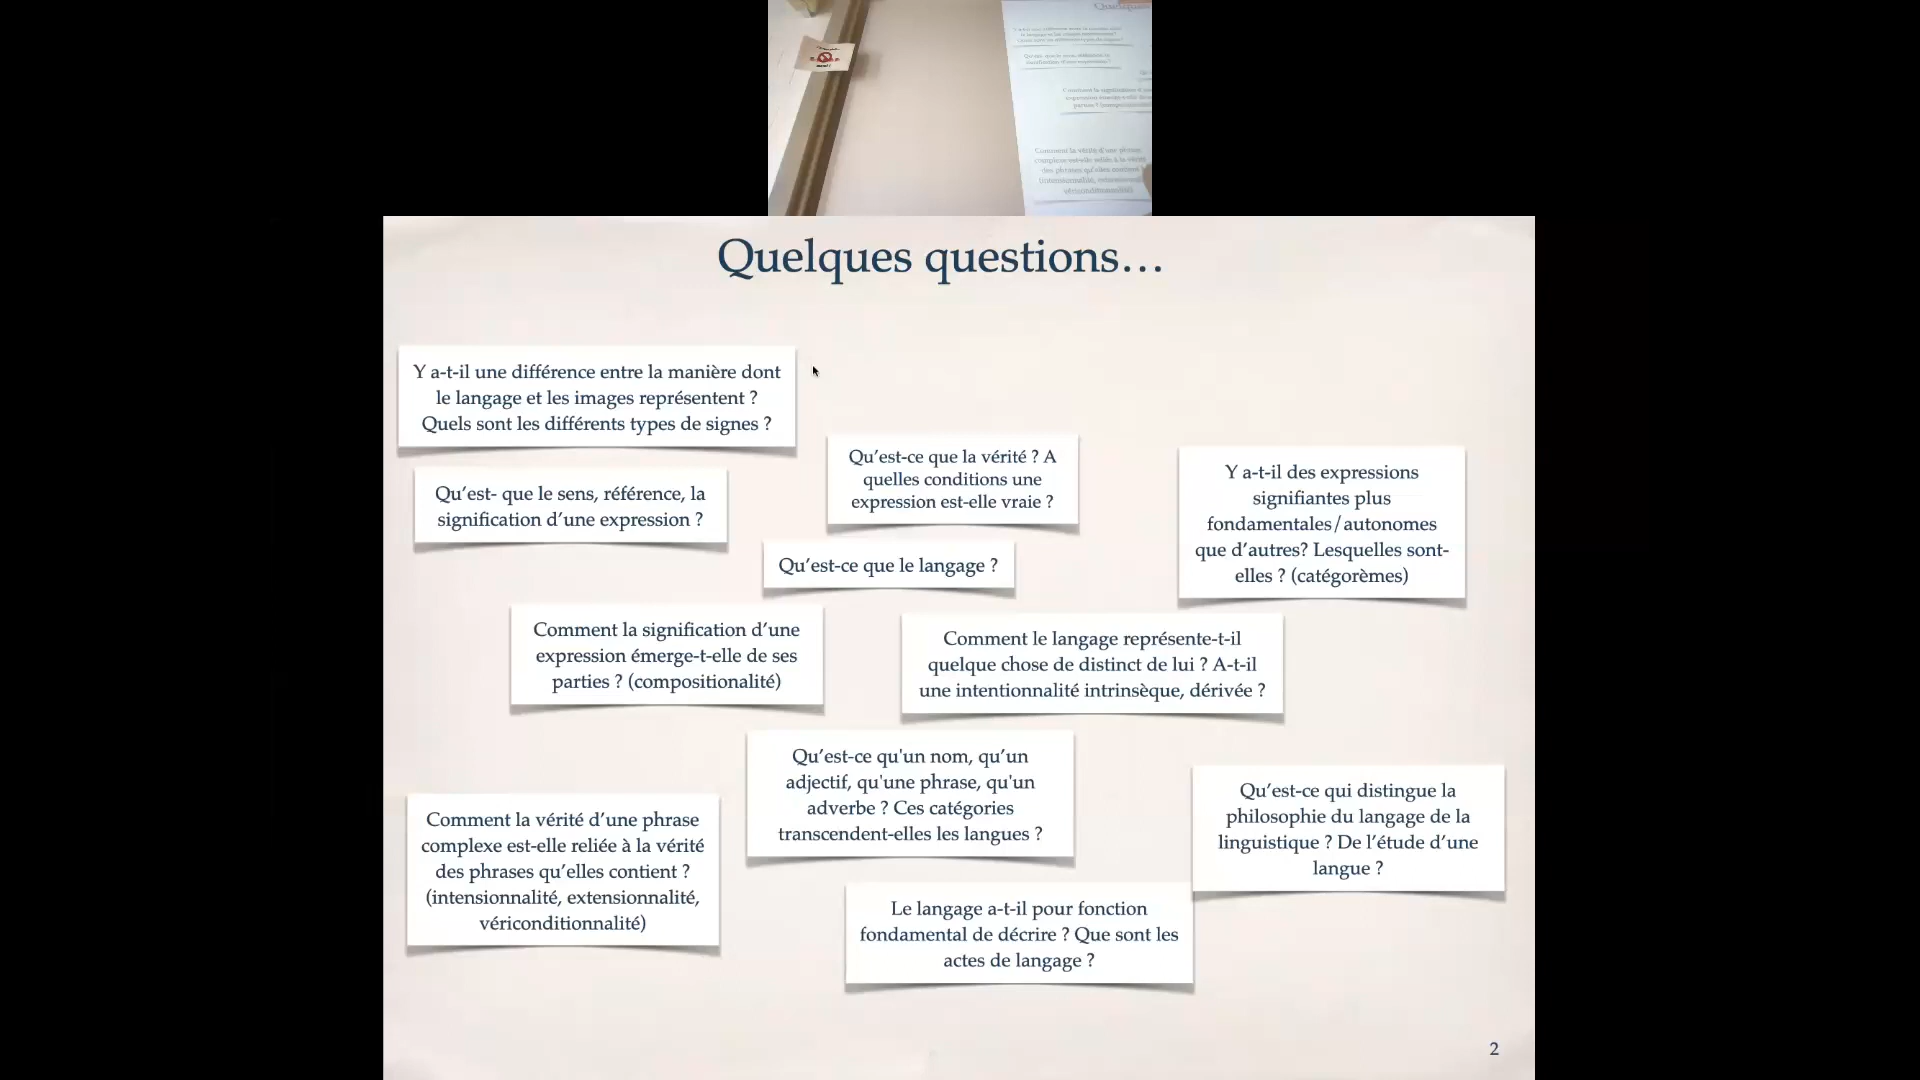 Quelques questions…
Y a-t-il une différence entre la manière dont
le langage et les images représentent ?
Quels sont les différents types de signes ?
Qu’est- que le sens, référence, la
signification d’une expression ?
Qu’est-ce que la vérité ? A
quelles conditions une
expression est-elle vraie ?
Y a-t-il des expressions
signifiantes plus
fondamentales/autonomes
que d’autres? Lesquelles sont-
elles ? (catégorèmes)
Qu’est-ce que le langage ?
Comment la signification d’une
expression émerge-t-elle de ses
parties ? (compositionalité)
Comment le langage représente-t-il
quelque chose de distinct de lui ? A-t-il
une intentionnalité intrinsèque, dérivée ?
Qu’est-ce qu'un nom, qu’un
adjectif, qu'une phrase, qu'un
adverbe ? Ces catégories
transcendent-elles les langues ?
Comment la vérité d’une phrase
complexe est-elle reliée à la vérité
des phrases qu’elles contient ?
(intensionnalité, extensionnalité,
vériconditionnalité)
Qu’est-ce qui distingue la
philosophie du langage de la
linguistique ? De l’étude d’une
langue ?
Le langage a-t-il pour fonction
fondamental de décrire ? Que sont les
actes de langage ?
2